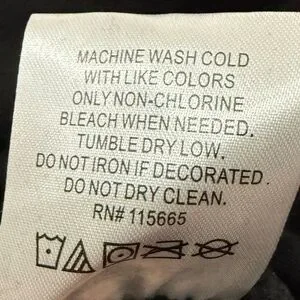 MACHINE WASH COLD
WITH LIKE COLORS
ONLY NON-CHLORINE
BLEACH WHEN NEEDED.
TUMBLE DRY LOW.
DO NOT IRON IF DECORATED.
DO NOT DRY CLEAN.
RN# 115665